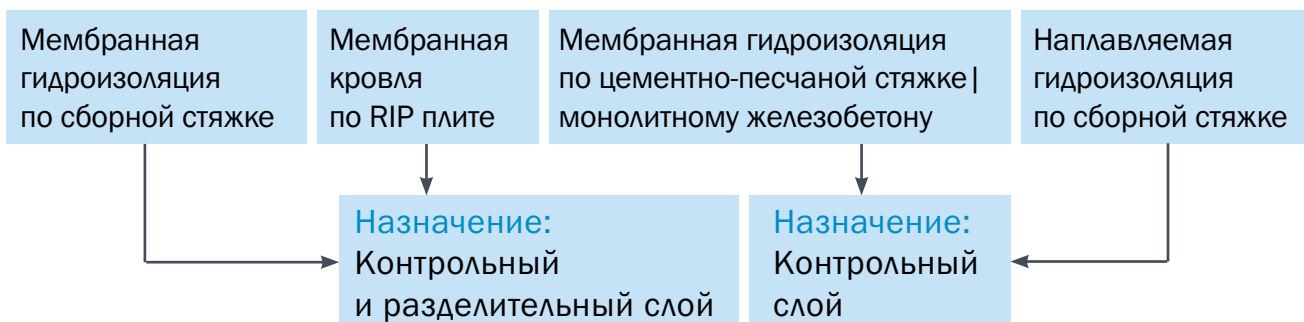 Мембранная
гидроизоляция
по сборной стяжке
Мембранная
кровля
по RIP плите
Мембранная гидроизоляция
по цементно-песчаной стяжке|
монолитному железобетону
Наплавляемая
гидроизоляция
по сборной стяжке
Назначение:
Контрольный
и разделительный слой
Назначение:
Контрольный
слой